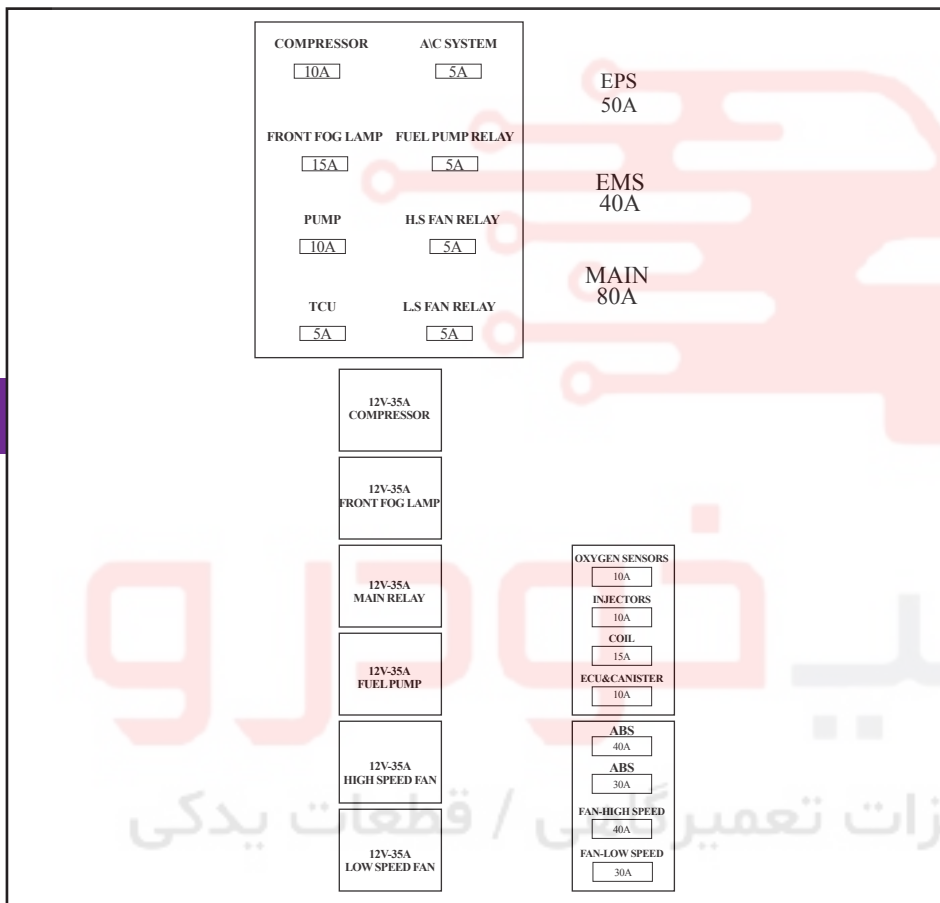 COMPRESSOR A\C SYSTEM
10A 5A
FRONT FOG LAMP FUEL PUMP RELAY
15A 5A
PUMP H.S FAN RELAY
10A 5A
TCU L.S FAN RELAY
5A 5A
EPS
50A
EMS
40A
MAIN
80A
12V-35A
COMPRESSOR
12V-35A
FRONT FOG LAMP
12V-35A
MAIN RELAY
12V-35A
FUEL PUMP
12V-35A
HIGH SPEED FAN
12V-35A
LOW SPEED FAN
OXYGEN SENSORS
10A
INJECTORS
10A
COIL
15A
ECU&CANISTER
10A
ABS
40A
ABS
30A
FAN-HIGH SPEED
40A
FAN-LOW SPEED
30A
خودرو
تعمیرگاهی / قطعات یدکی